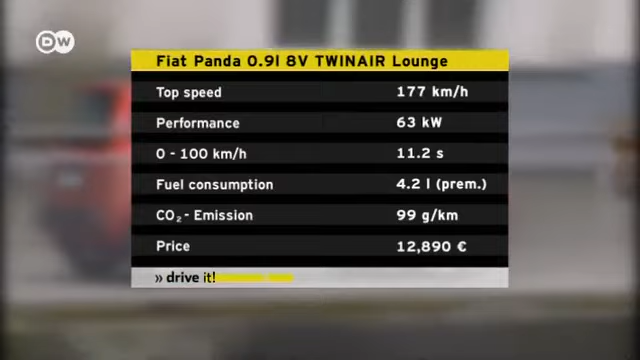 DW
Fiat Panda 0.9l 8V TWINAIR Lounge
Top speed 177 km/h
Performance 63 kW
0 - 100 km/h 11.2 s
Fuel consumption 4.2 l (prem.)
CO₂ - Emission 99 g/km
Price 12,890 €
» drive it!